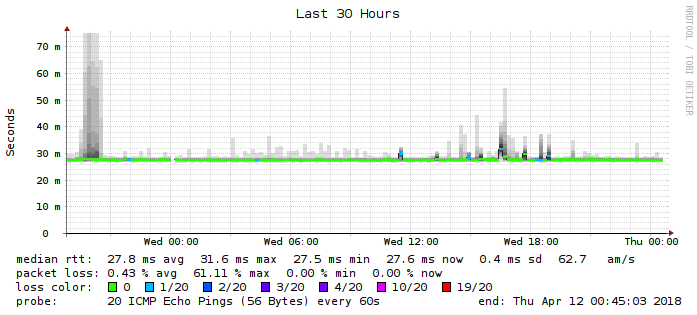 Last 30 Hours
RRDTOOL / TOBI OETIKER
Seconds
70 m
60 m
50 m
40 m
30 m
20 m
10 m
0
Wed 00:00 Wed 06:00 Wed 12:00 Wed 18:00 Thu 00:00
median rtt: 27.8 ms avg 31.6 ms max 27.5 ms min 27.6 ms now 0.4 ms sd 62.7 am/s
packet loss: 0.43 % avg 61.11 % max 0.00 % min 0.00 % now
loss color: 0 1/20 2/20 3/20 4/20 10/20 19/20
probe: 20 ICMP Echo Pings (56 Bytes) every 60s end: Thu Apr 12 00:45:03 2018